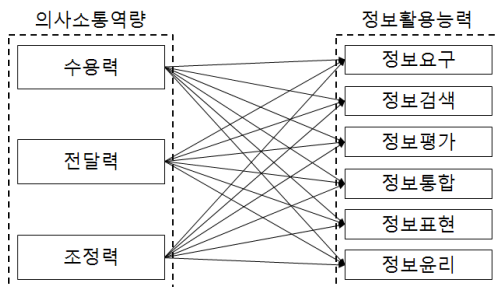 의사소통역량
수용력
전달력
조정력
정보활용능력
정보요구
정보검색
정보평가
정보통합
정보표현
정보윤리